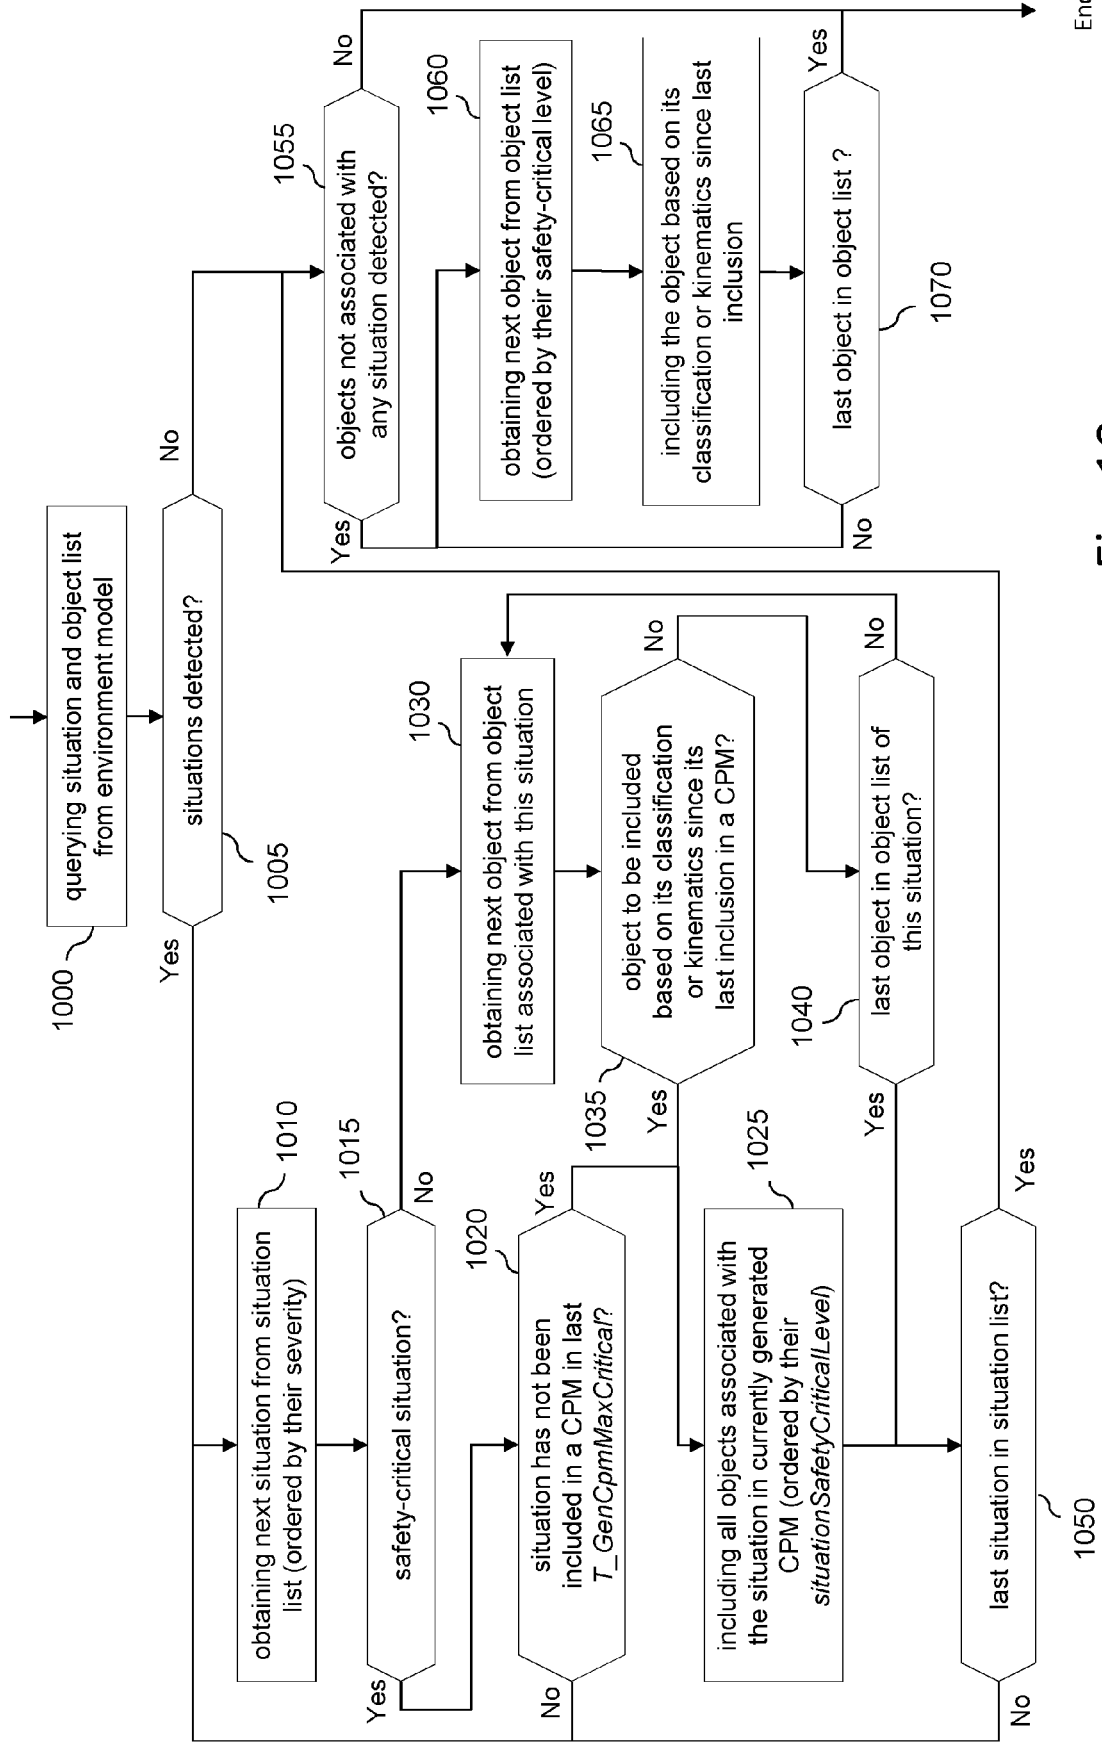 querying situation and object list
from environment model
1000
situations detected?
1005
Yes
No
obtaining next situation from situation
list (ordered by their severity)
1010
safety-critical situation?
1015
Yes
No
situation has not been
included in a CPM in last
T_GenCpmMaxCritical?
1020
No
Yes
including all objects associated with
the situation in currently generated
CPM (ordered by their
situationSafetyCriticalLevel)
1025
last situation in situation list?
1050
No
Yes
obtaining next object from object
list associated with this situation
1030
object to be included
based on its classification
or kinematics since its
last inclusion in a CPM?
1035
Yes
No
last object in object list of
this situation?
1040
Yes
No
objects not associated with
any situation detected?
1055
Yes
No
obtaining next object from object list
(ordered by their safety-critical level)
1060
including the object based on its
classification or kinematics since last
inclusion
1065
last object in object list ?
1070
No
Yes